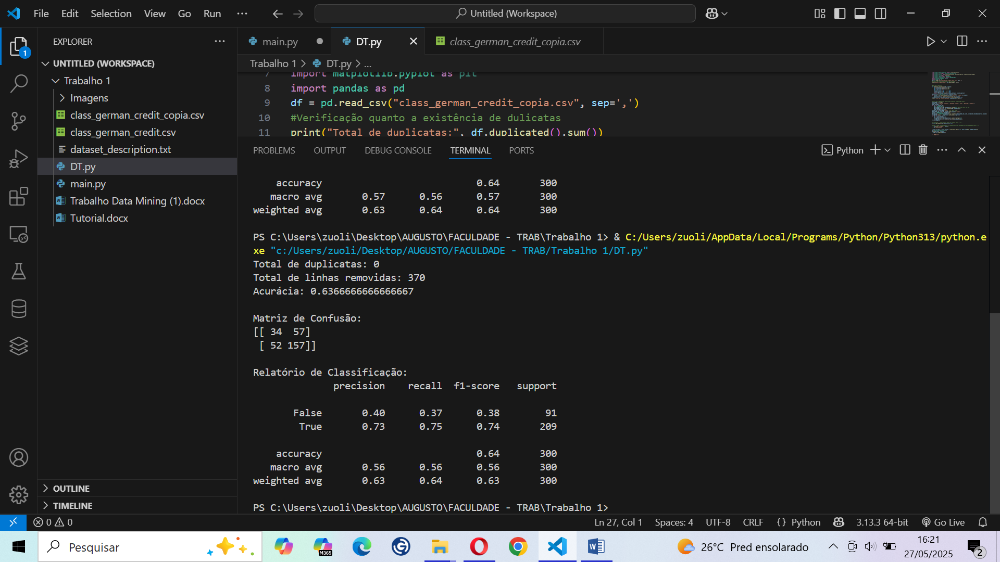 File Edit Selection View Go Run ··· Untitled (Workspace)
EXPLORER ···
1
UNTITLED (WORKSPACE)
Trabalho 1
Imagens
class_german_credit_copia.csv
class_german_credit.csv
dataset_description.txt
DT.py
main.py
Trabalho Data Mining (1).docx
Tutorial.docx
OUTLINE
TIMELINE
main.py DT.py class_german_credit_copia.csv
Trabalho 1 > DT.py > ...
7 import matplotlib.pyplot as plt
8 import pandas as pd
9 df = pd.read_csv("class_german_credit_copia.csv", sep=',')
10 #Verificação quanto a existência de dulicatas
11 print("Total de duplicatas:", df.duplicated().sum())
PROBLEMS OUTPUT DEBUG CONSOLE TERMINAL PORTS Python
accuracy 0.64 300
macro avg 0.57 0.56 0.57 300
weighted avg 0.63 0.64 0.64 300
PS C:\Users\zuoli\Desktop\AUGUSTO\FACULDADE - TRAB\Trabalho 1> & C:/Users/zuoli/AppData/Local/Programs/Python/Python313/python.e
xe "c:/Users/zuoli/Desktop/AUGUSTO/FACULDADE - TRAB/Trabalho 1/DT.py"
Total de duplicatas: 0
Total de linhas removidas: 370
Acurácia: 0.6366666666666667
Matriz de Confusão:
[[ 34  57]
 [ 52 157]]
Relatório de Classificação:
precision recall f1-score support
False 0.40 0.37 0.38 91
True 0.73 0.75 0.74 209
accuracy 0.64 300
macro avg 0.56 0.56 0.56 300
weighted avg 0.63 0.64 0.63 300
PS C:\Users\zuoli\Desktop\AUGUSTO\FACULDADE - TRAB\Trabalho 1>
0 0 Ln 27, Col 1 Spaces: 4 UTF-8 CRLF {} Python 3.13.3 64-bit Go Live
Pesquisar M365 26°C Pred ensolarado 16:21
27/05/2025 2